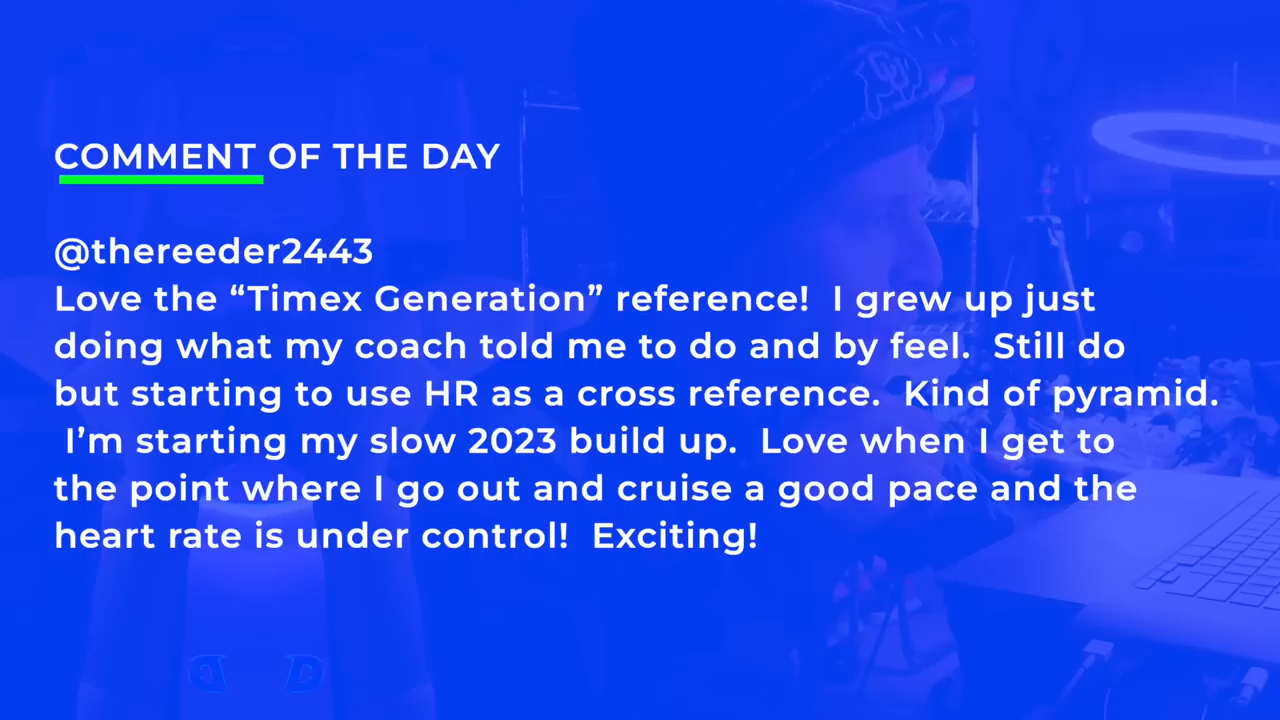 COMMENT OF THE DAY
@thereeder2443
Love the “Timex Generation” reference!  I grew up just
doing what my coach told me to do and by feel.  Still do
but starting to use HR as a cross reference.  Kind of pyramid.
I’m starting my slow 2023 build up.  Love when I get to
the point where I go out and cruise a good pace and the
heart rate is under control!  Exciting!
CU